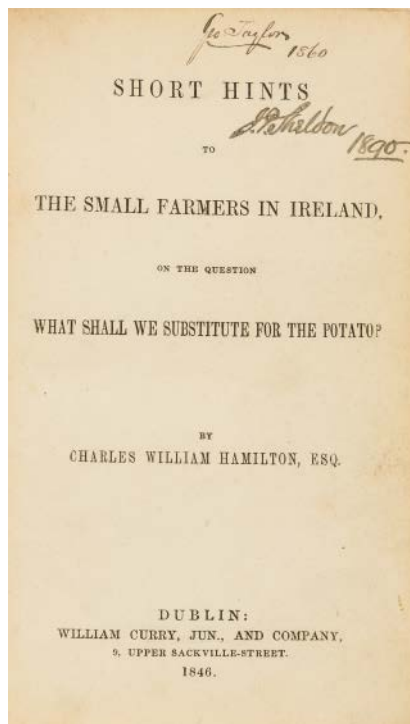 Geo Taylor
1860
SHORT HINTS
J. P. Sheldon
1890.
TO
THE SMALL FARMERS IN IRELAND,
ON THE QUESTION
WHAT SHALL WE SUBSTITUTE FOR THE POTATO?
BY
CHARLES WILLIAM HAMILTON, ESQ.
DUBLIN:
WILLIAM CURRY, JUN., AND COMPANY,
9, UPPER SACKVILLE-STREET.
1846.